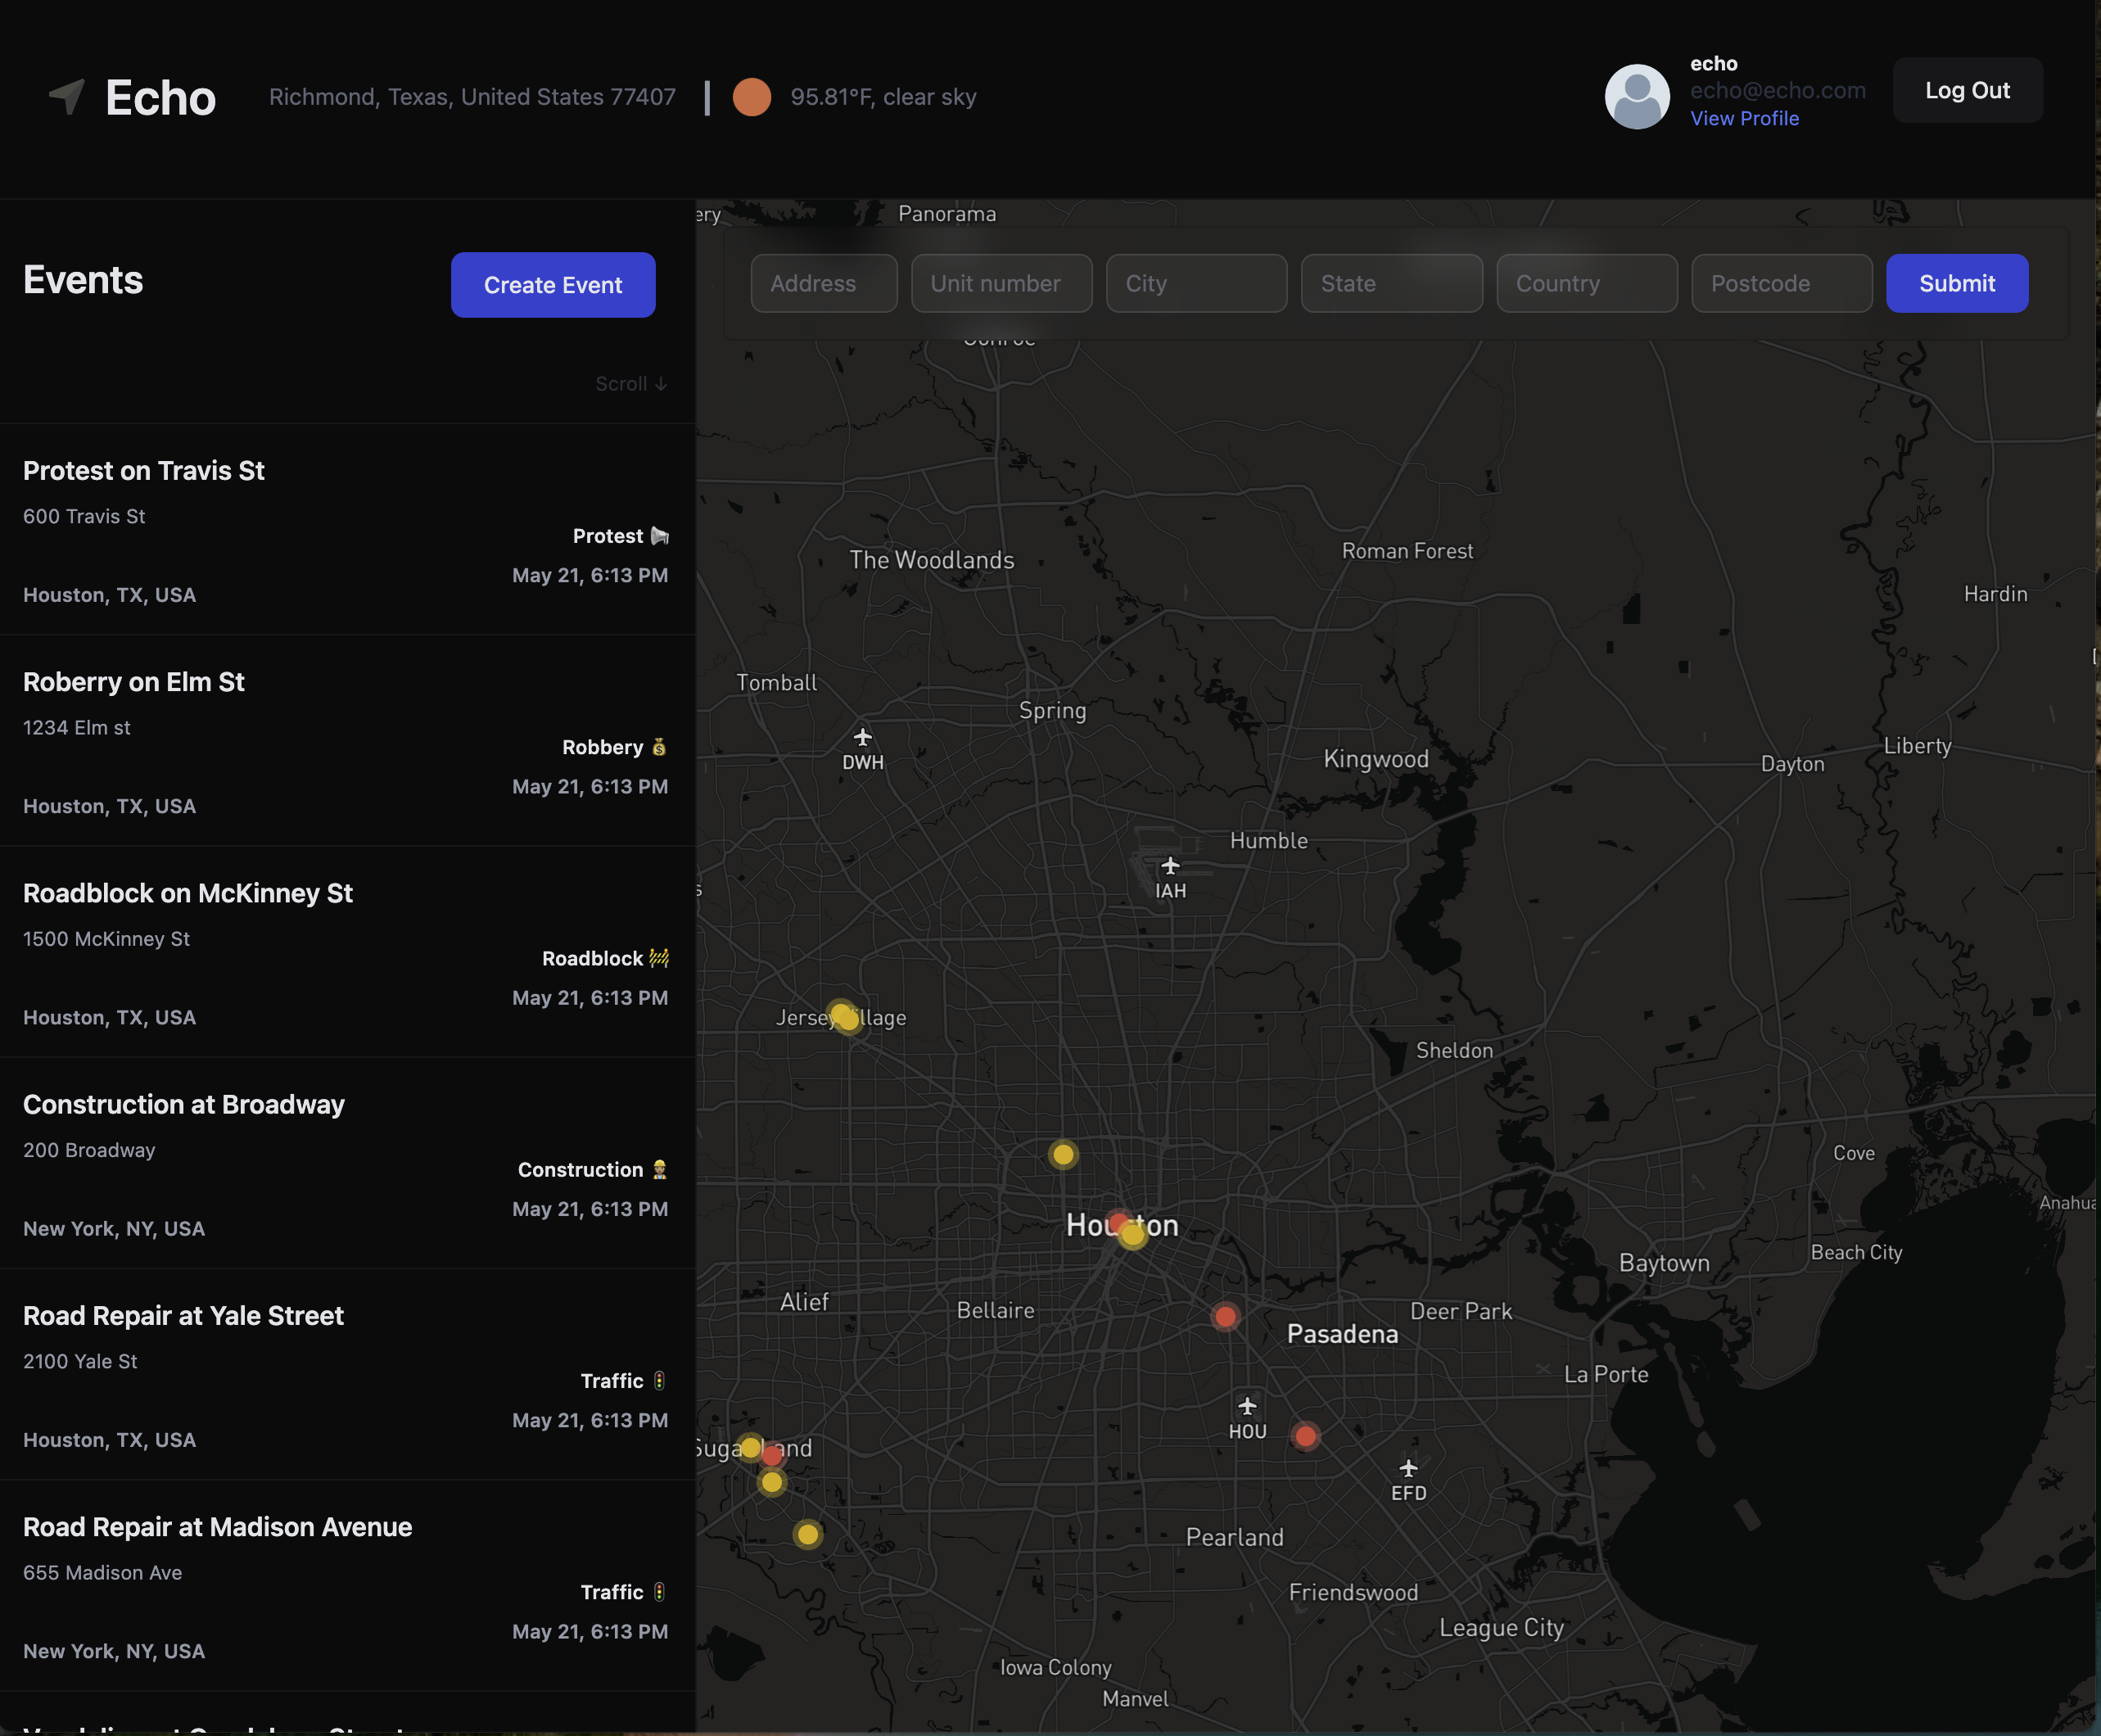 Echo
Richmond, Texas, United States 77407
95.81°F, clear sky
echo
echo@echo.com
View Profile
Log Out
Events
Create Event
Scroll ↓
Protest on Travis St
600 Travis St
Protest
May 21, 6:13 PM
Houston, TX, USA
Roberry on Elm St
1234 Elm st
Robbery
May 21, 6:13 PM
Houston, TX, USA
Roadblock on McKinney St
1500 McKinney St
Roadblock
May 21, 6:13 PM
Houston, TX, USA
Construction at Broadway
200 Broadway
Construction
May 21, 6:13 PM
New York, NY, USA
Road Repair at Yale Street
2100 Yale St
Traffic
May 21, 6:13 PM
Houston, TX, USA
Road Repair at Madison Avenue
655 Madison Ave
Traffic
May 21, 6:13 PM
New York, NY, USA
ery
Panorama
Address
Unit number
City
State
Country
Postcode
Submit
The Woodlands
Roman Forest
Hardin
Tomball
Spring
DWH
Kingwood
Liberty
Dayton
Humble
IAH
Jersey Village
Sheldon
Cove
Anahua
Houston
Baytown
Beach City
Alief
Bellaire
Deer Park
Pasadena
La Porte
HOU
Sugar Land
EFD
Pearland
Friendswood
League City
Iowa Colony
Manvel